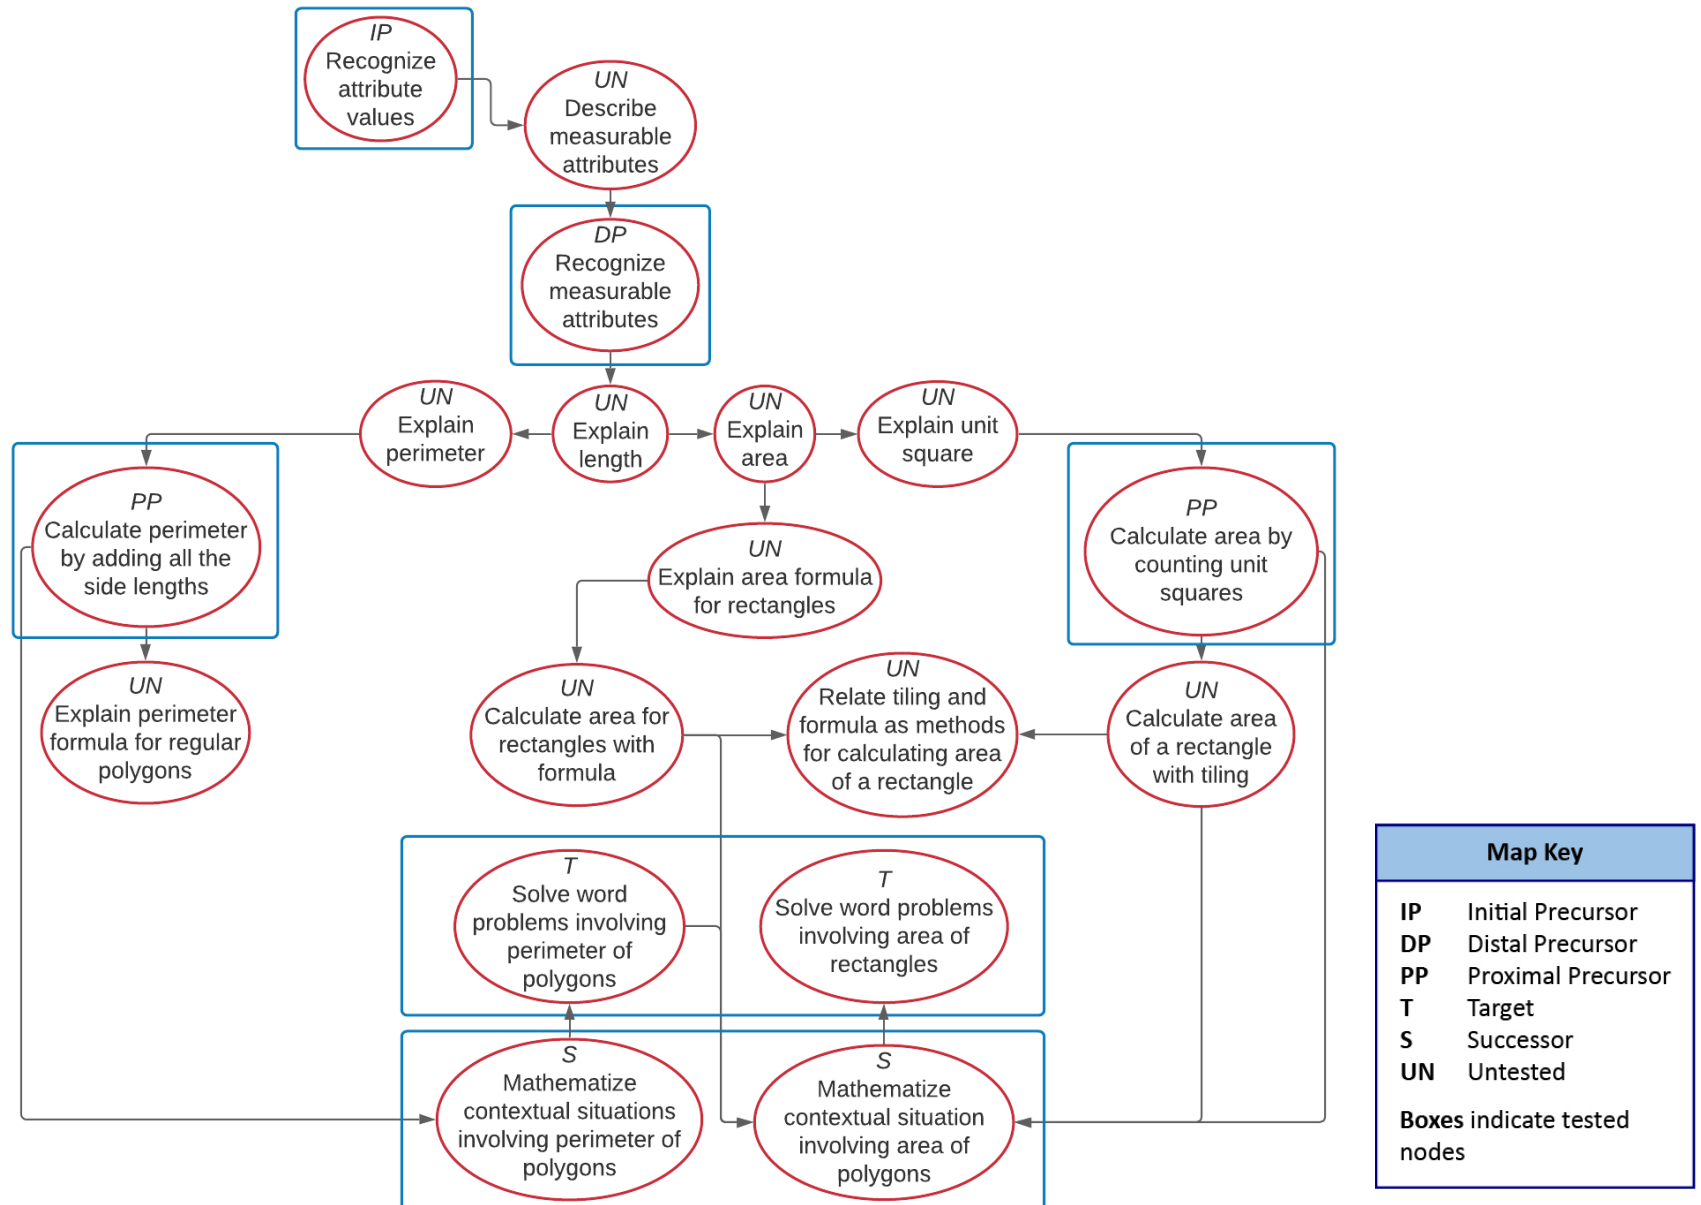 IP
Recognize
attribute
values
UN
Describe
measurable
attributes
DP
Recognize
measurable
attributes
UN
Explain
perimeter
UN
Explain
length
UN
Explain
area
UN
Explain unit
square
PP
Calculate perimeter
by adding all the
side lengths
UN
Explain area formula
for rectangles
PP
Calculate area by
counting unit
squares
UN
Explain perimeter
formula for regular
polygons
UN
Calculate area for
rectangles with
formula
UN
Relate tiling and
formula as methods
for calculating area
of a rectangle
UN
Calculate area
of a rectangle
with tiling
T
Solve word
problems involving
perimeter of
polygons
T
Solve word problems
involving area of
rectangles
S
Mathematize
contextual situations
involving perimeter of
polygons
S
Mathematize
contextual situation
involving area of
polygons
Map Key
IP Initial Precursor
DP Distal Precursor
PP Proximal Precursor
T Target
S Successor
UN Untested
Boxes indicate tested
nodes